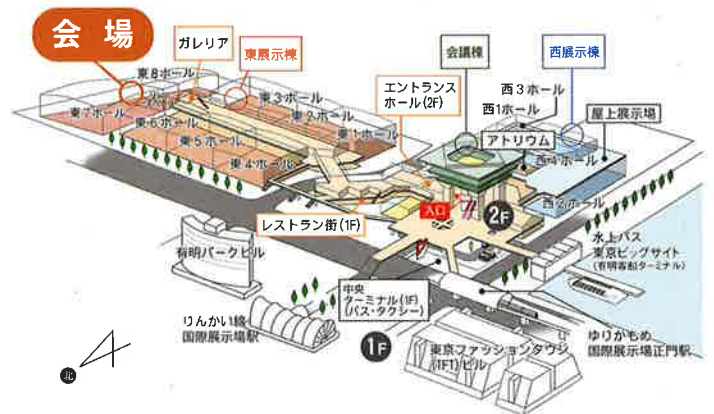 会場
ガレリア
東展示棟
東8ホール
東7ホール
東6ホール
東5ホール
東4ホール
東3ホール
東2ホール
東1ホール
エントランス
ホール(2F)
会議棟
西3ホール
西1ホール
西展示棟
屋上展示場
アトリウム
西4ホール
西2ホール
入口
2F
レストラン街(1F)
有明パークビル
中央
ターミナル(1F)
(バス・タクシー)
水上バス
東京ビッグサイト
(有明客船ターミナル)
りんかい線
国際展示場駅
1F
東京ファッションタウン
(TFT)ビル
ゆりかもめ
国際展示場正門駅
北